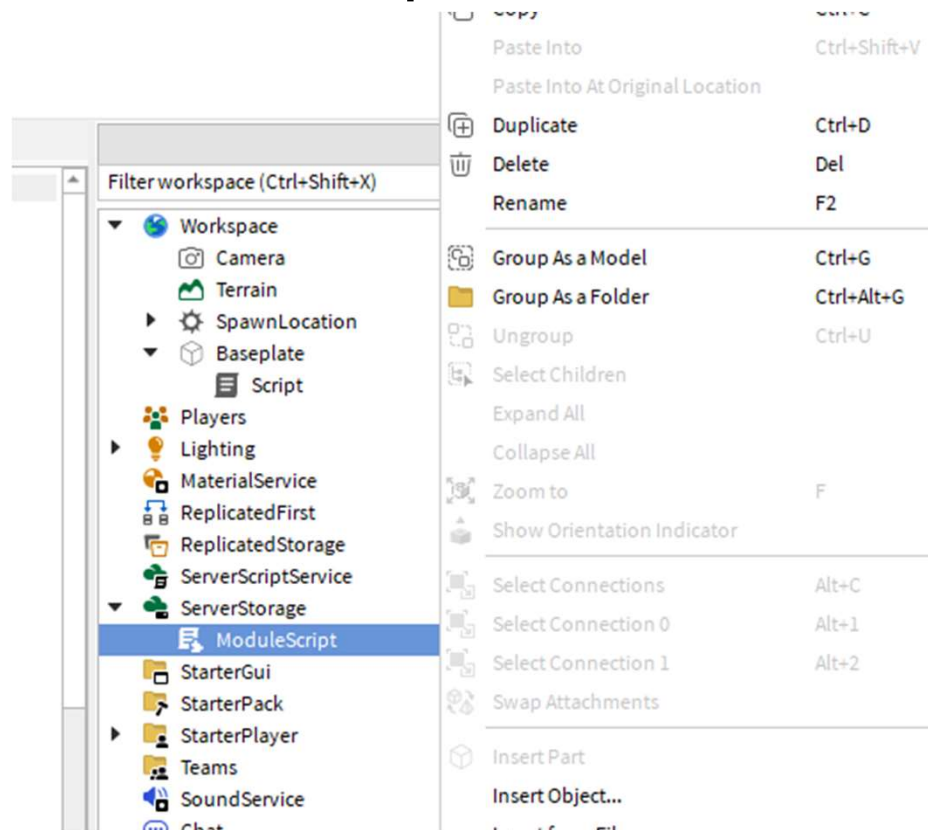 Copy Ctrl+C
Paste Into Ctrl+Shift+V
Paste Into At Original Location
Duplicate Ctrl+D
Delete Del
Rename F2
Group As a Model Ctrl+G
Group As a Folder Ctrl+Alt+G
Ungroup Ctrl+U
Select Children
Expand All
Collapse All
Zoom to F
Show Orientation Indicator
Select Connections Alt+C
Select Connection 0 Alt+1
Select Connection 1 Alt+2
Swap Attachments
Insert Part
Insert Object...
Filter workspace (Ctrl+Shift+X)
Workspace
Camera
Terrain
SpawnLocation
Baseplate
Script
Players
Lighting
MaterialService
ReplicatedFirst
ReplicatedStorage
ServerScriptService
ServerStorage
ModuleScript
StarterGui
StarterPack
StarterPlayer
Teams
SoundService
Chat